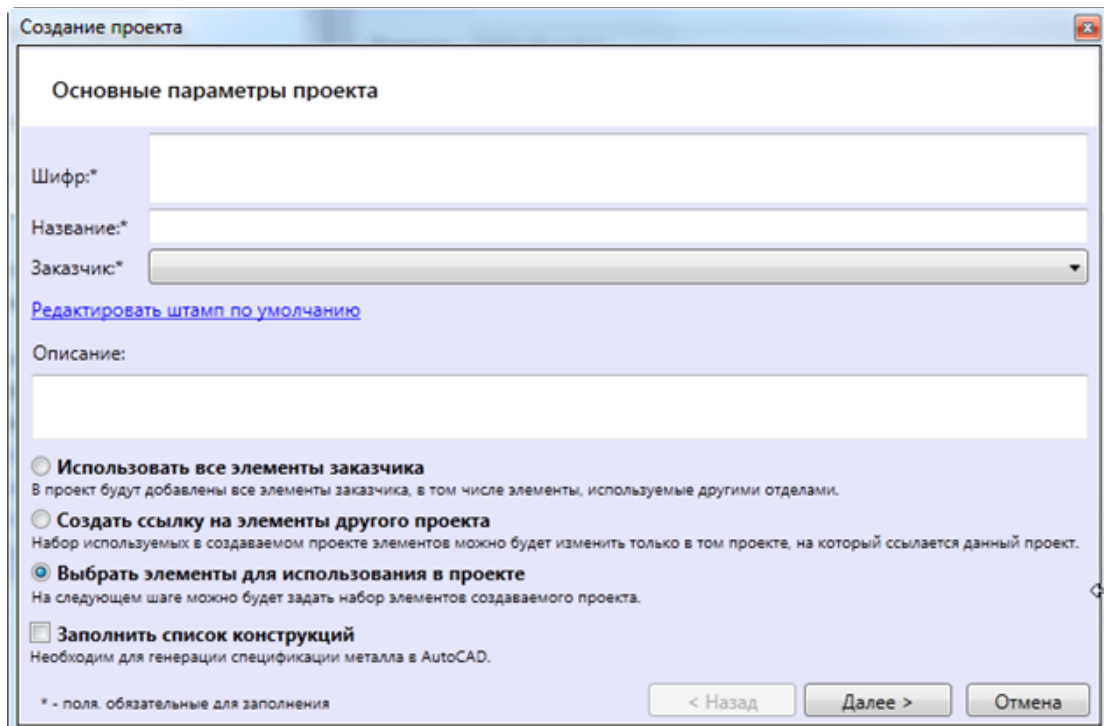 Создание проекта
Основные параметры проекта
Шифр:*
Название:*
Заказчик:*
Редактировать штамп по умолчанию
Описание:
Использовать все элементы заказчика
В проект будут добавлены все элементы заказчика, в том числе элементы, используемые другими отделами.
Создать ссылку на элементы другого проекта
Набор используемых в создаваемом проекте элементов можно будет изменить только в том проекте, на который ссылается данный проект.
Выбрать элементы для использования в проекте
На следующем шаге можно будет задать набор элементов создаваемого проекта.
Заполнить список конструкций
Необходим для генерации спецификации металла в AutoCAD.
* - поля. обязательные для заполнения < Назад Далее > Отмена